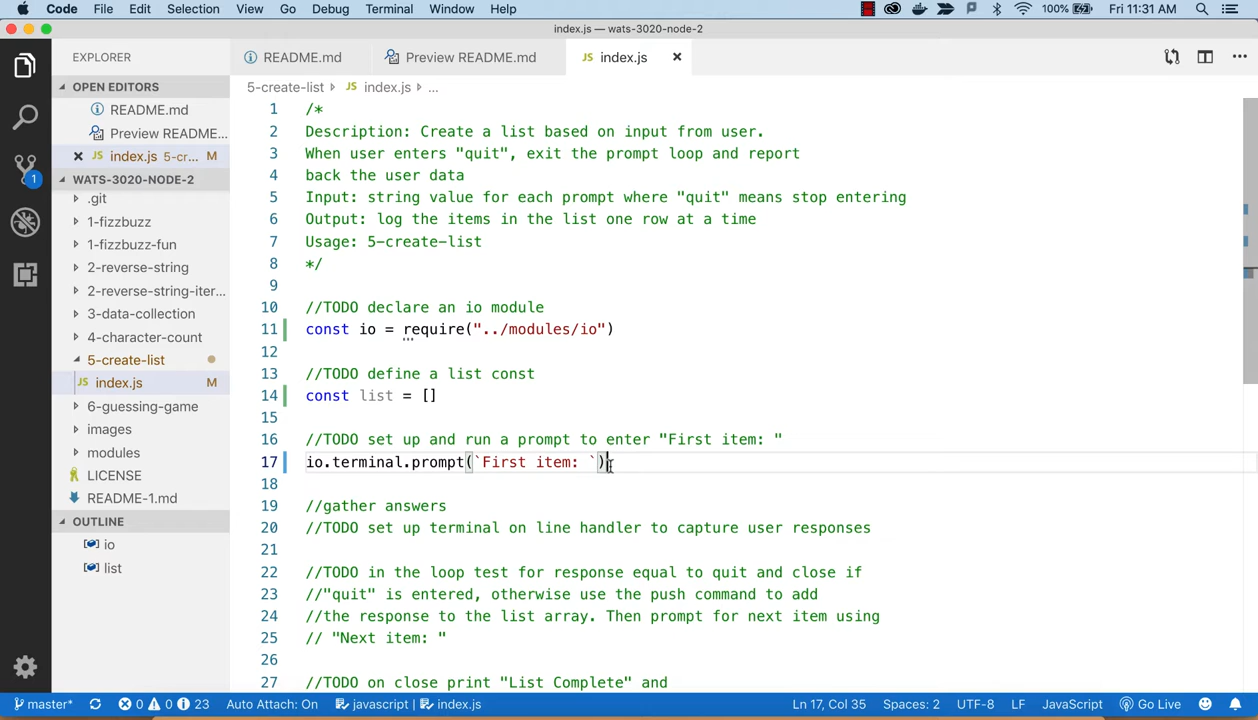 Code File Edit Selection View Go Debug Terminal Window Help 100% Fri 11:31 AM
index.js — wats-3020-node-2
EXPLORER
README.md
Preview README.md
JS index.js
OPEN EDITORS
README.md
Preview README...
JS index.js 5-cr... M
WATS-3020-NODE-2
.git
1-fizzbuzz
1-fizzbuzz-fun
2-reverse-string
2-reverse-string-iter...
3-data-collection
4-character-count
5-create-list
JS index.js M
6-guessing-game
images
modules
LICENSE
README-1.md
OUTLINE
io
list
1
5-create-list JS index.js ...
1 /*
2 Description: Create a list based on input from user.
3 When user enters "quit", exit the prompt loop and report
4 back the user data
5 Input: string value for each prompt where "quit" means stop entering
6 Output: log the items in the list one row at a time
7 Usage: 5-create-list
8 */
9
10 //TODO declare an io module
11 const io = require("../modules/io")
12
13 //TODO define a list const
14 const list = []
15
16 //TODO set up and run a prompt to enter "First item: "
17 io.terminal.prompt(`First item: `)
18
19 //gather answers
20 //TODO set up terminal on line handler to capture user responses
21
22 //TODO in the loop test for response equal to quit and close if
23 //"quit" is entered, otherwise use the push command to add
24 //the response to the list array. Then prompt for next item using
25 // "Next item: "
26
27 //TODO on close print "List Complete" and
master* 0 0 23 Auto Attach: On javascript index.js Ln 17, Col 35 Spaces: 2 UTF-8 LF JavaScript Go Live